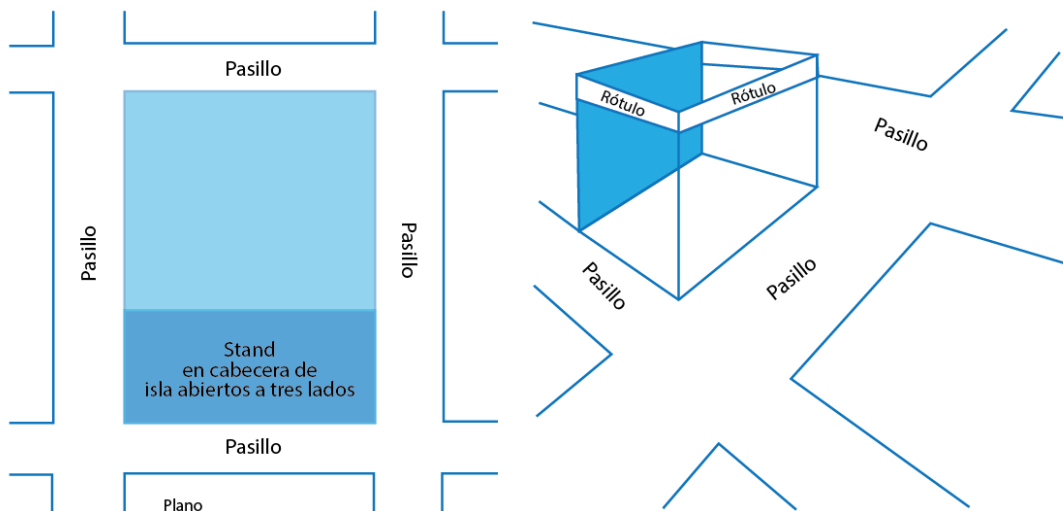 Pasillo
Pasillo
Pasillo
Stand
en cabecera de
isla abiertos a tres lados
Pasillo
Plano
Rótulo
Rótulo
Pasillo
Pasillo
Pasillo